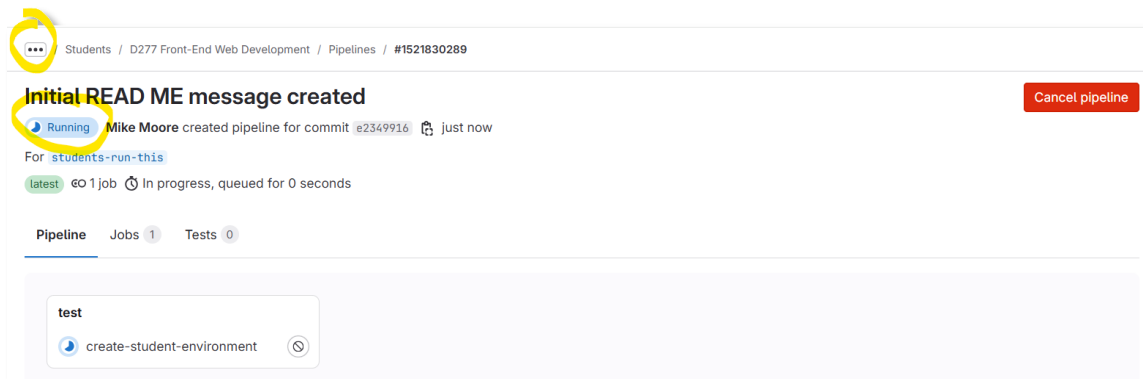 ••• / Students / D277 Front-End Web Development / Pipelines / #1521830289
Initial READ ME message created
Cancel pipeline
Running Mike Moore created pipeline for commit e2349916 just now
For students-run-this
latest 1 job In progress, queued for 0 seconds
Pipeline Jobs 1 Tests 0
test
create-student-environment